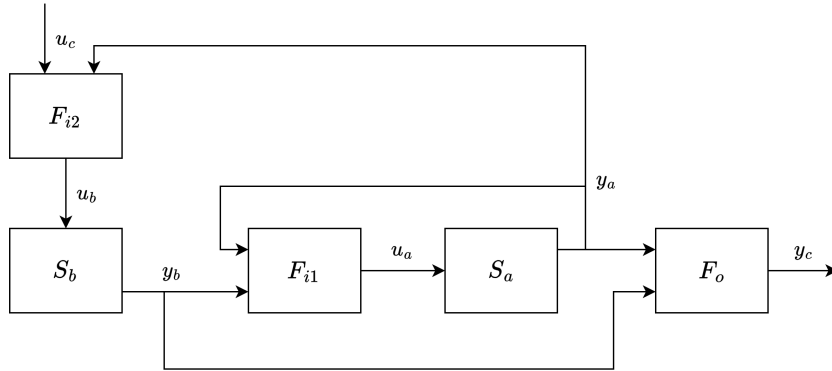 u_c
F_{i2}
u_b
y_a
S_b
y_b
F_{i1}
u_a
S_a
F_o
y_c